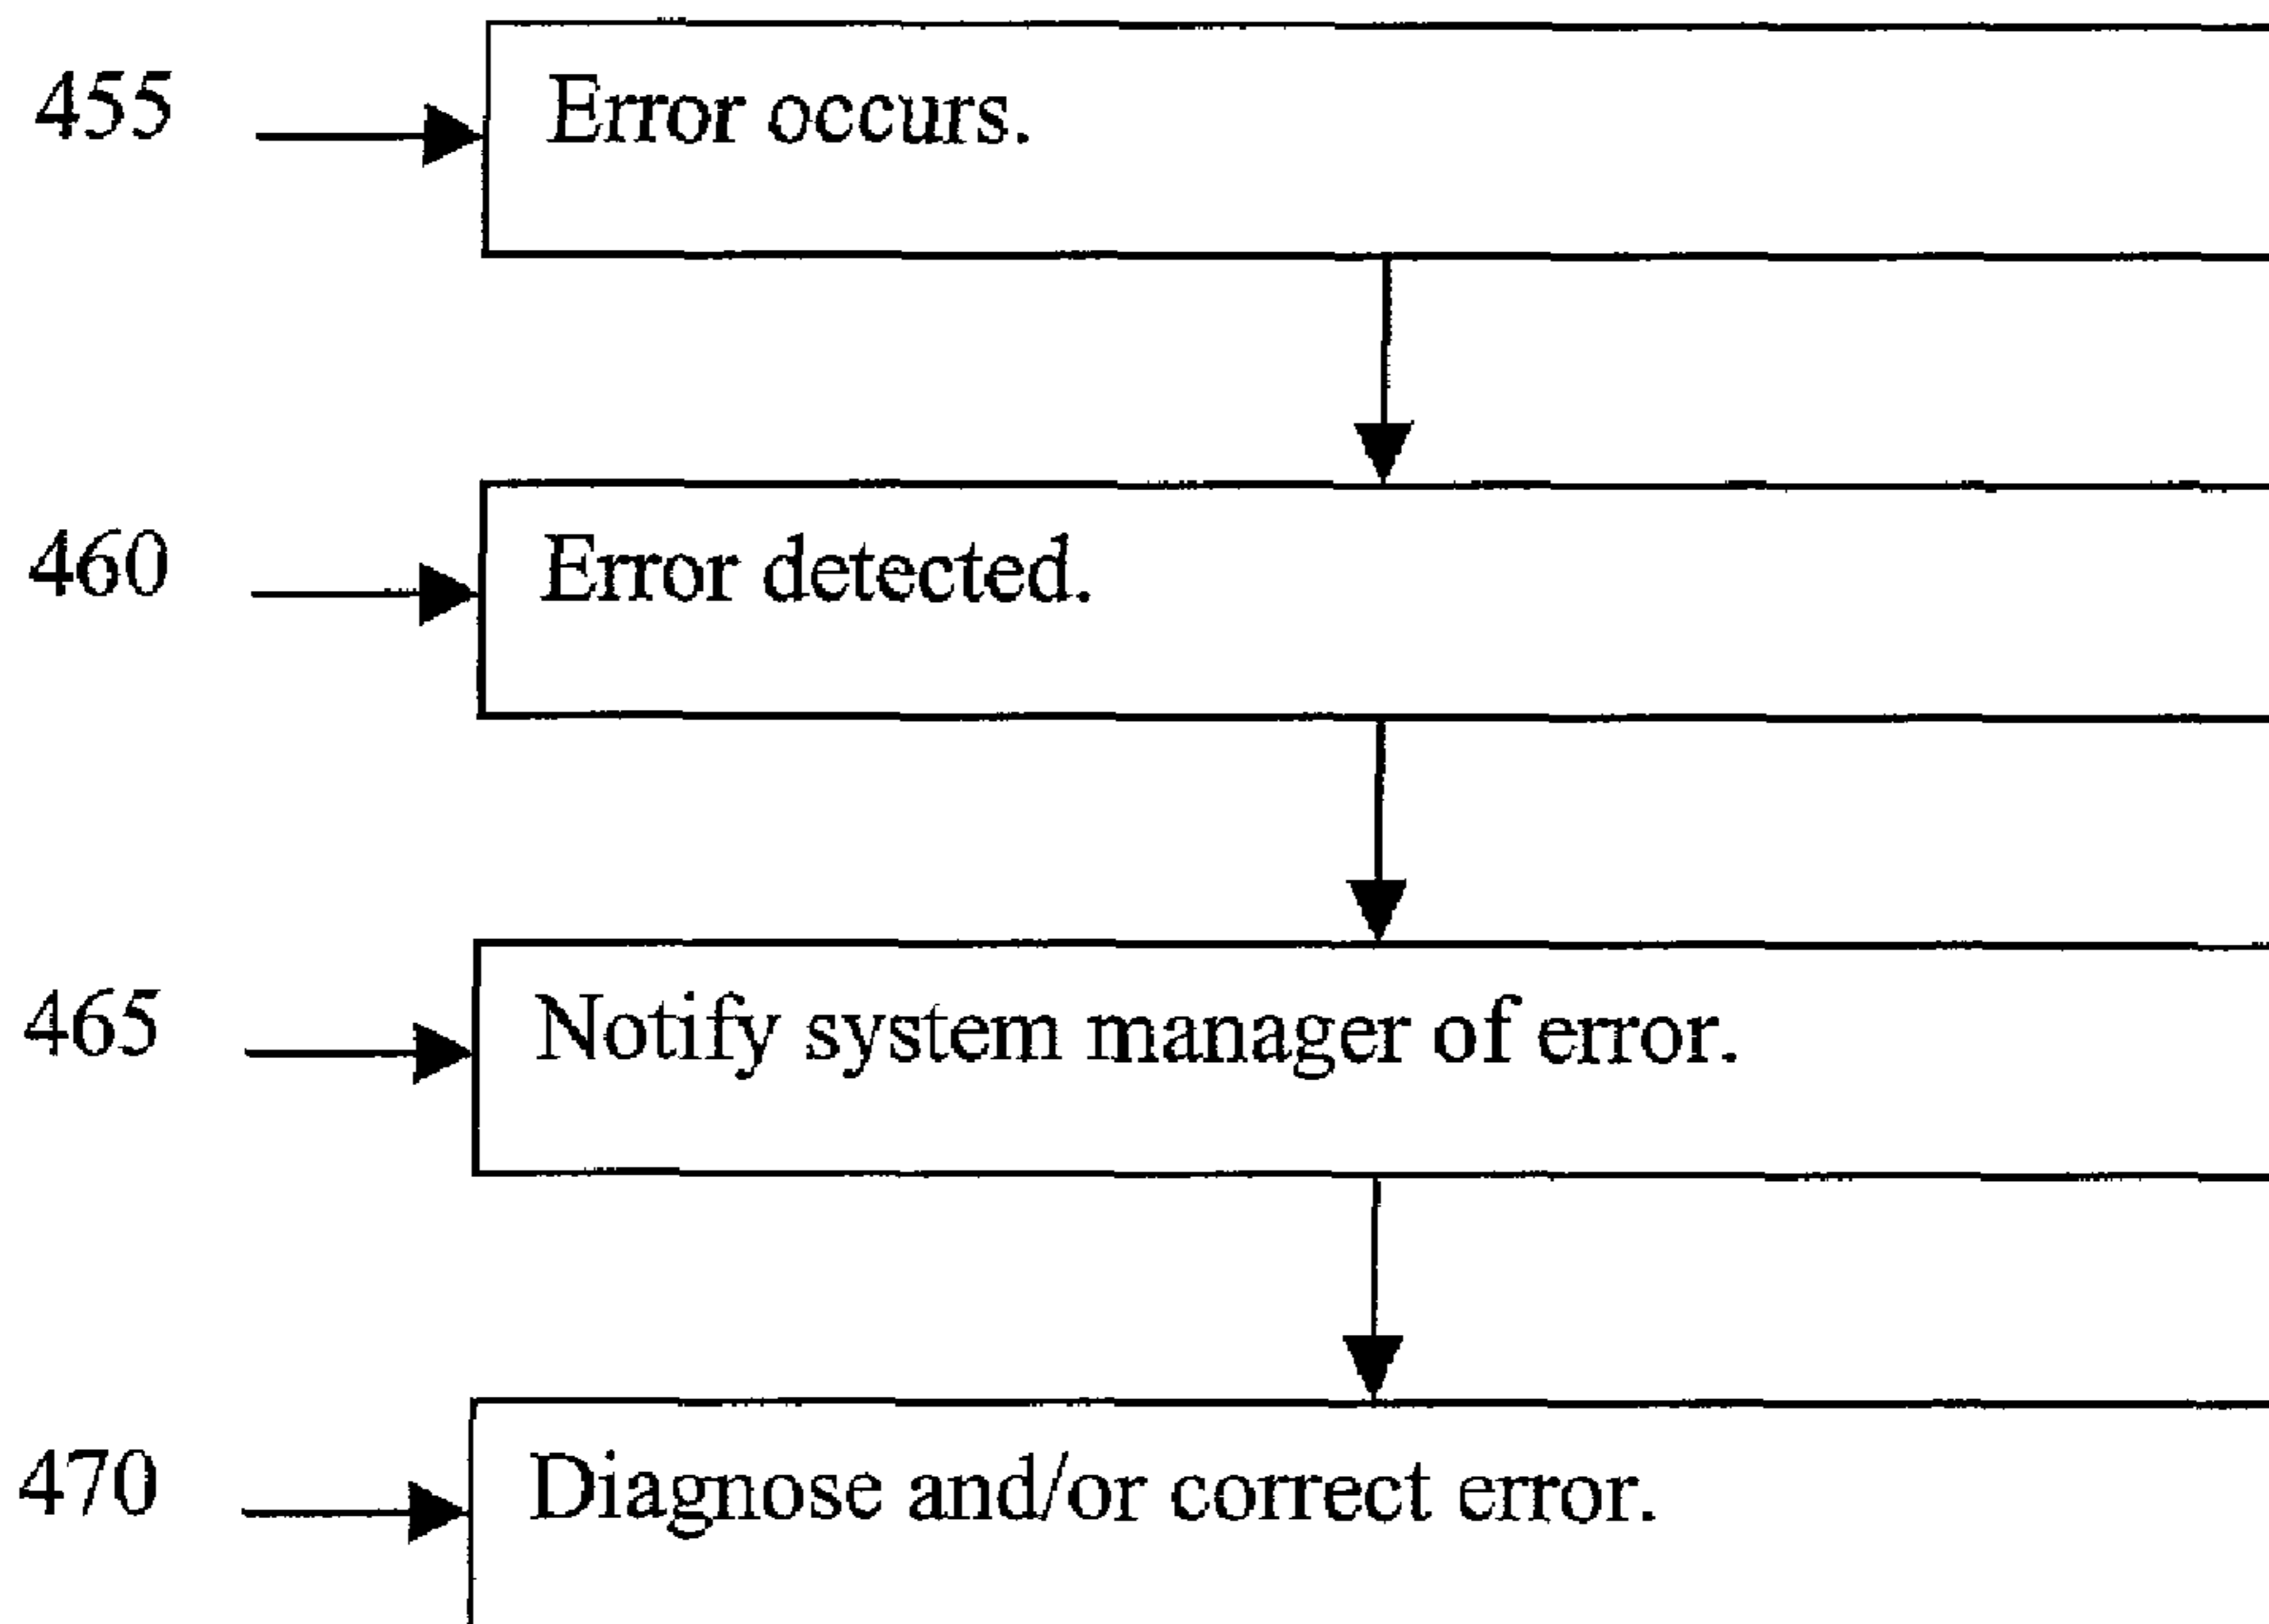 455 Error occurs.
460 Error detected.
465 Notify system manager of error.
470 Diagnose and/or correct error.